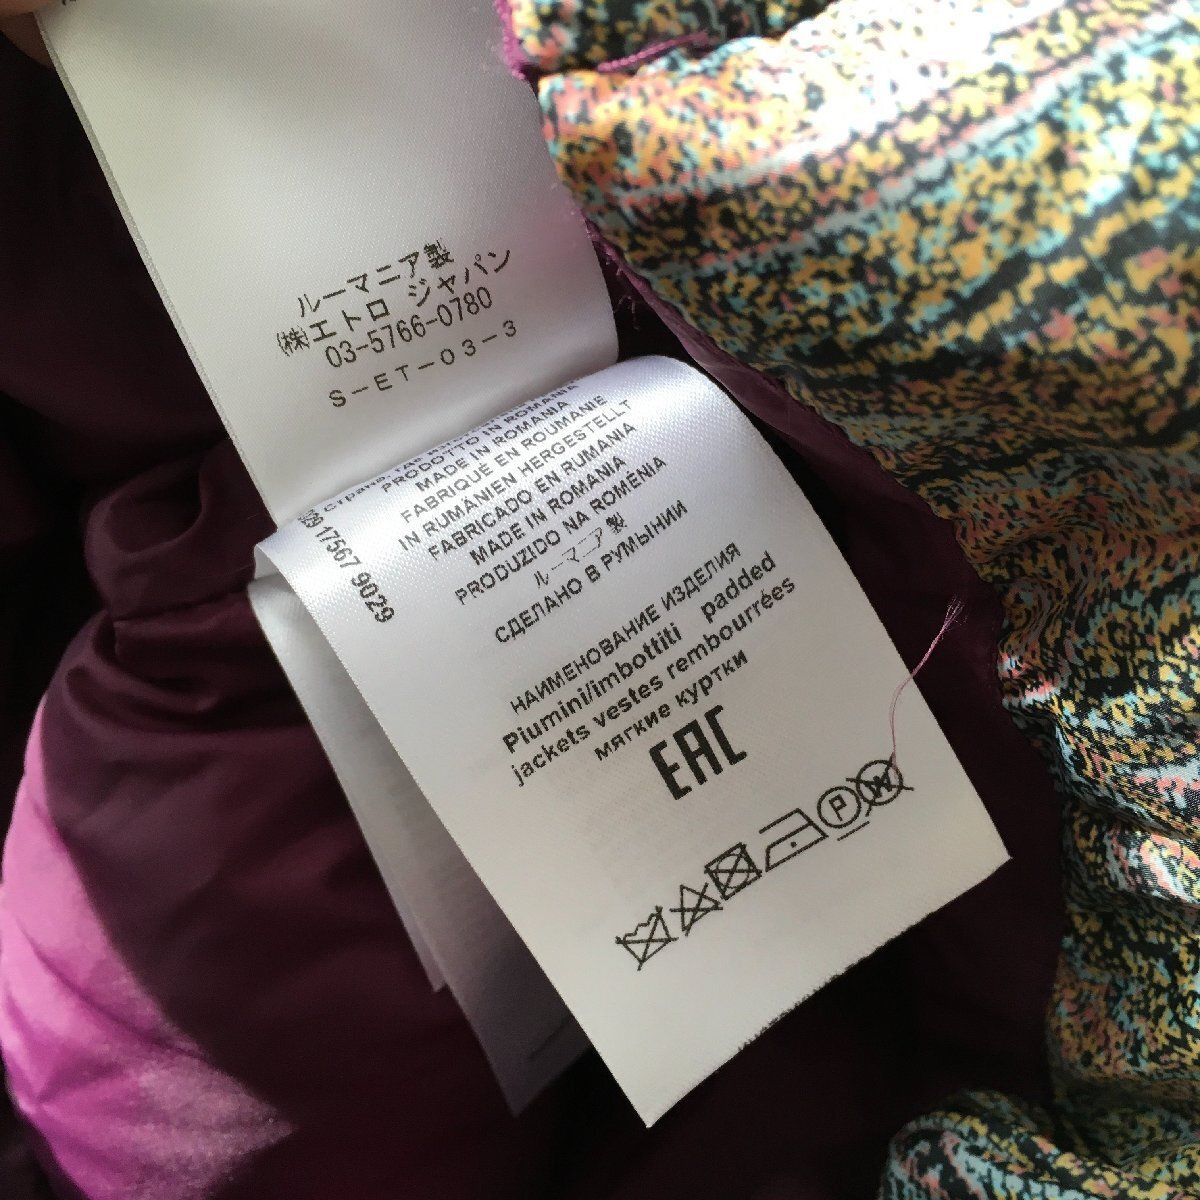 ルーマニア製
㈱エトロ ジャパン
03-5766-0780
S-ET-03-3
PRODOTTO IN ROMANIA
MADE IN ROMANIA
FABRIQUÉ EN ROUMANIE
IN RUMÄNIEN HERGESTELLT
FABRICADO EN RUMANIA
MADE IN ROMANIA
PRODUZIDO NA ROMÉNIA
ルーマニア製
СДЕЛАНО В РУМЫНИИ
17567 9029
НАИМЕНОВАНИЕ ИЗДЕЛИЯ
Piumini/imbottiti padded
jackets vestes rembourrées
мягкие куртки
EAC
P W